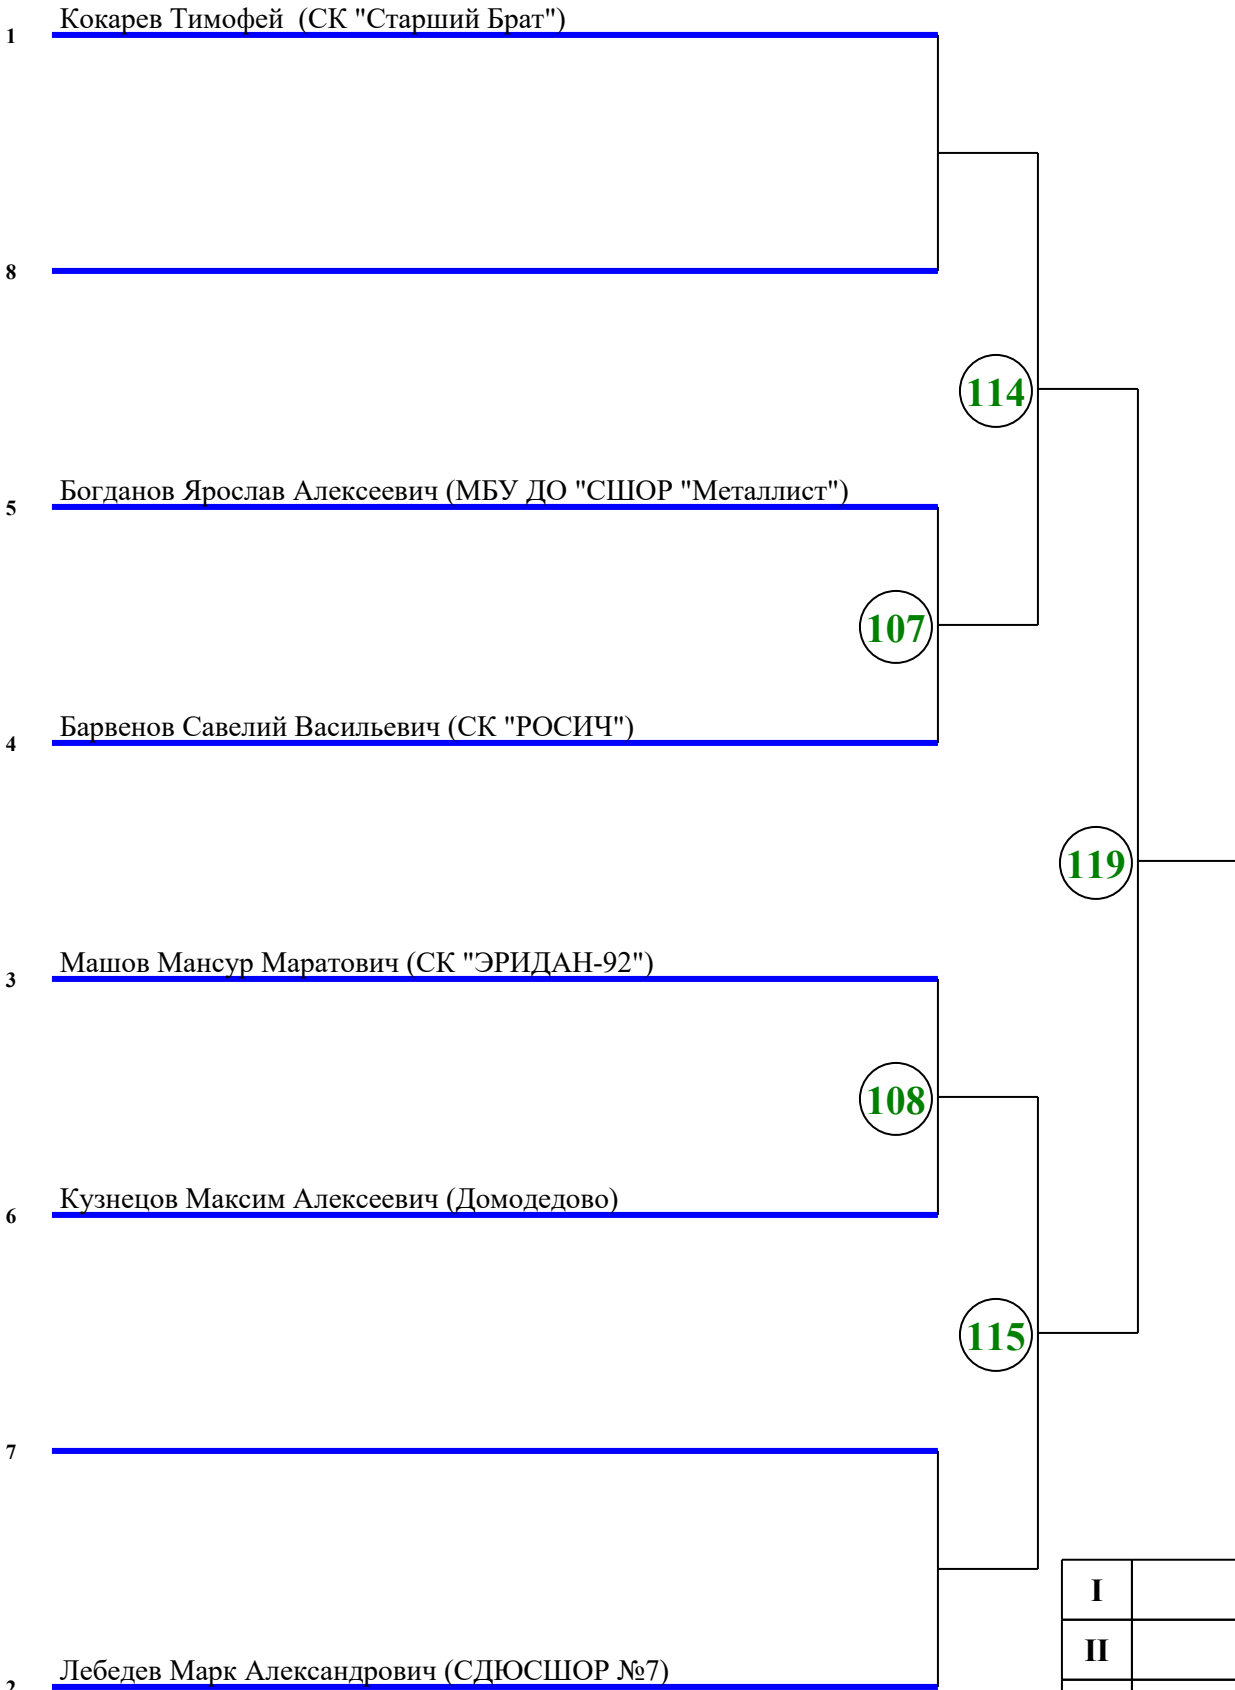 Кокарев Тимофей  (СК "Старший Брат")
1
8
114
Богданов Ярослав Алексеевич (МБУ ДО "СШОР "Металлист")
5
107
Барвенов Савелий Васильевич (СК "РОСИЧ")
4
119
Машов Мансур Маратович (СК "ЭРИДАН-92")
3
108
Кузнецов Максим Алексеевич (Домодедово)
6
115
7
I
II
Лебедев Марк Александрович (СДЮСШОР №7)
2